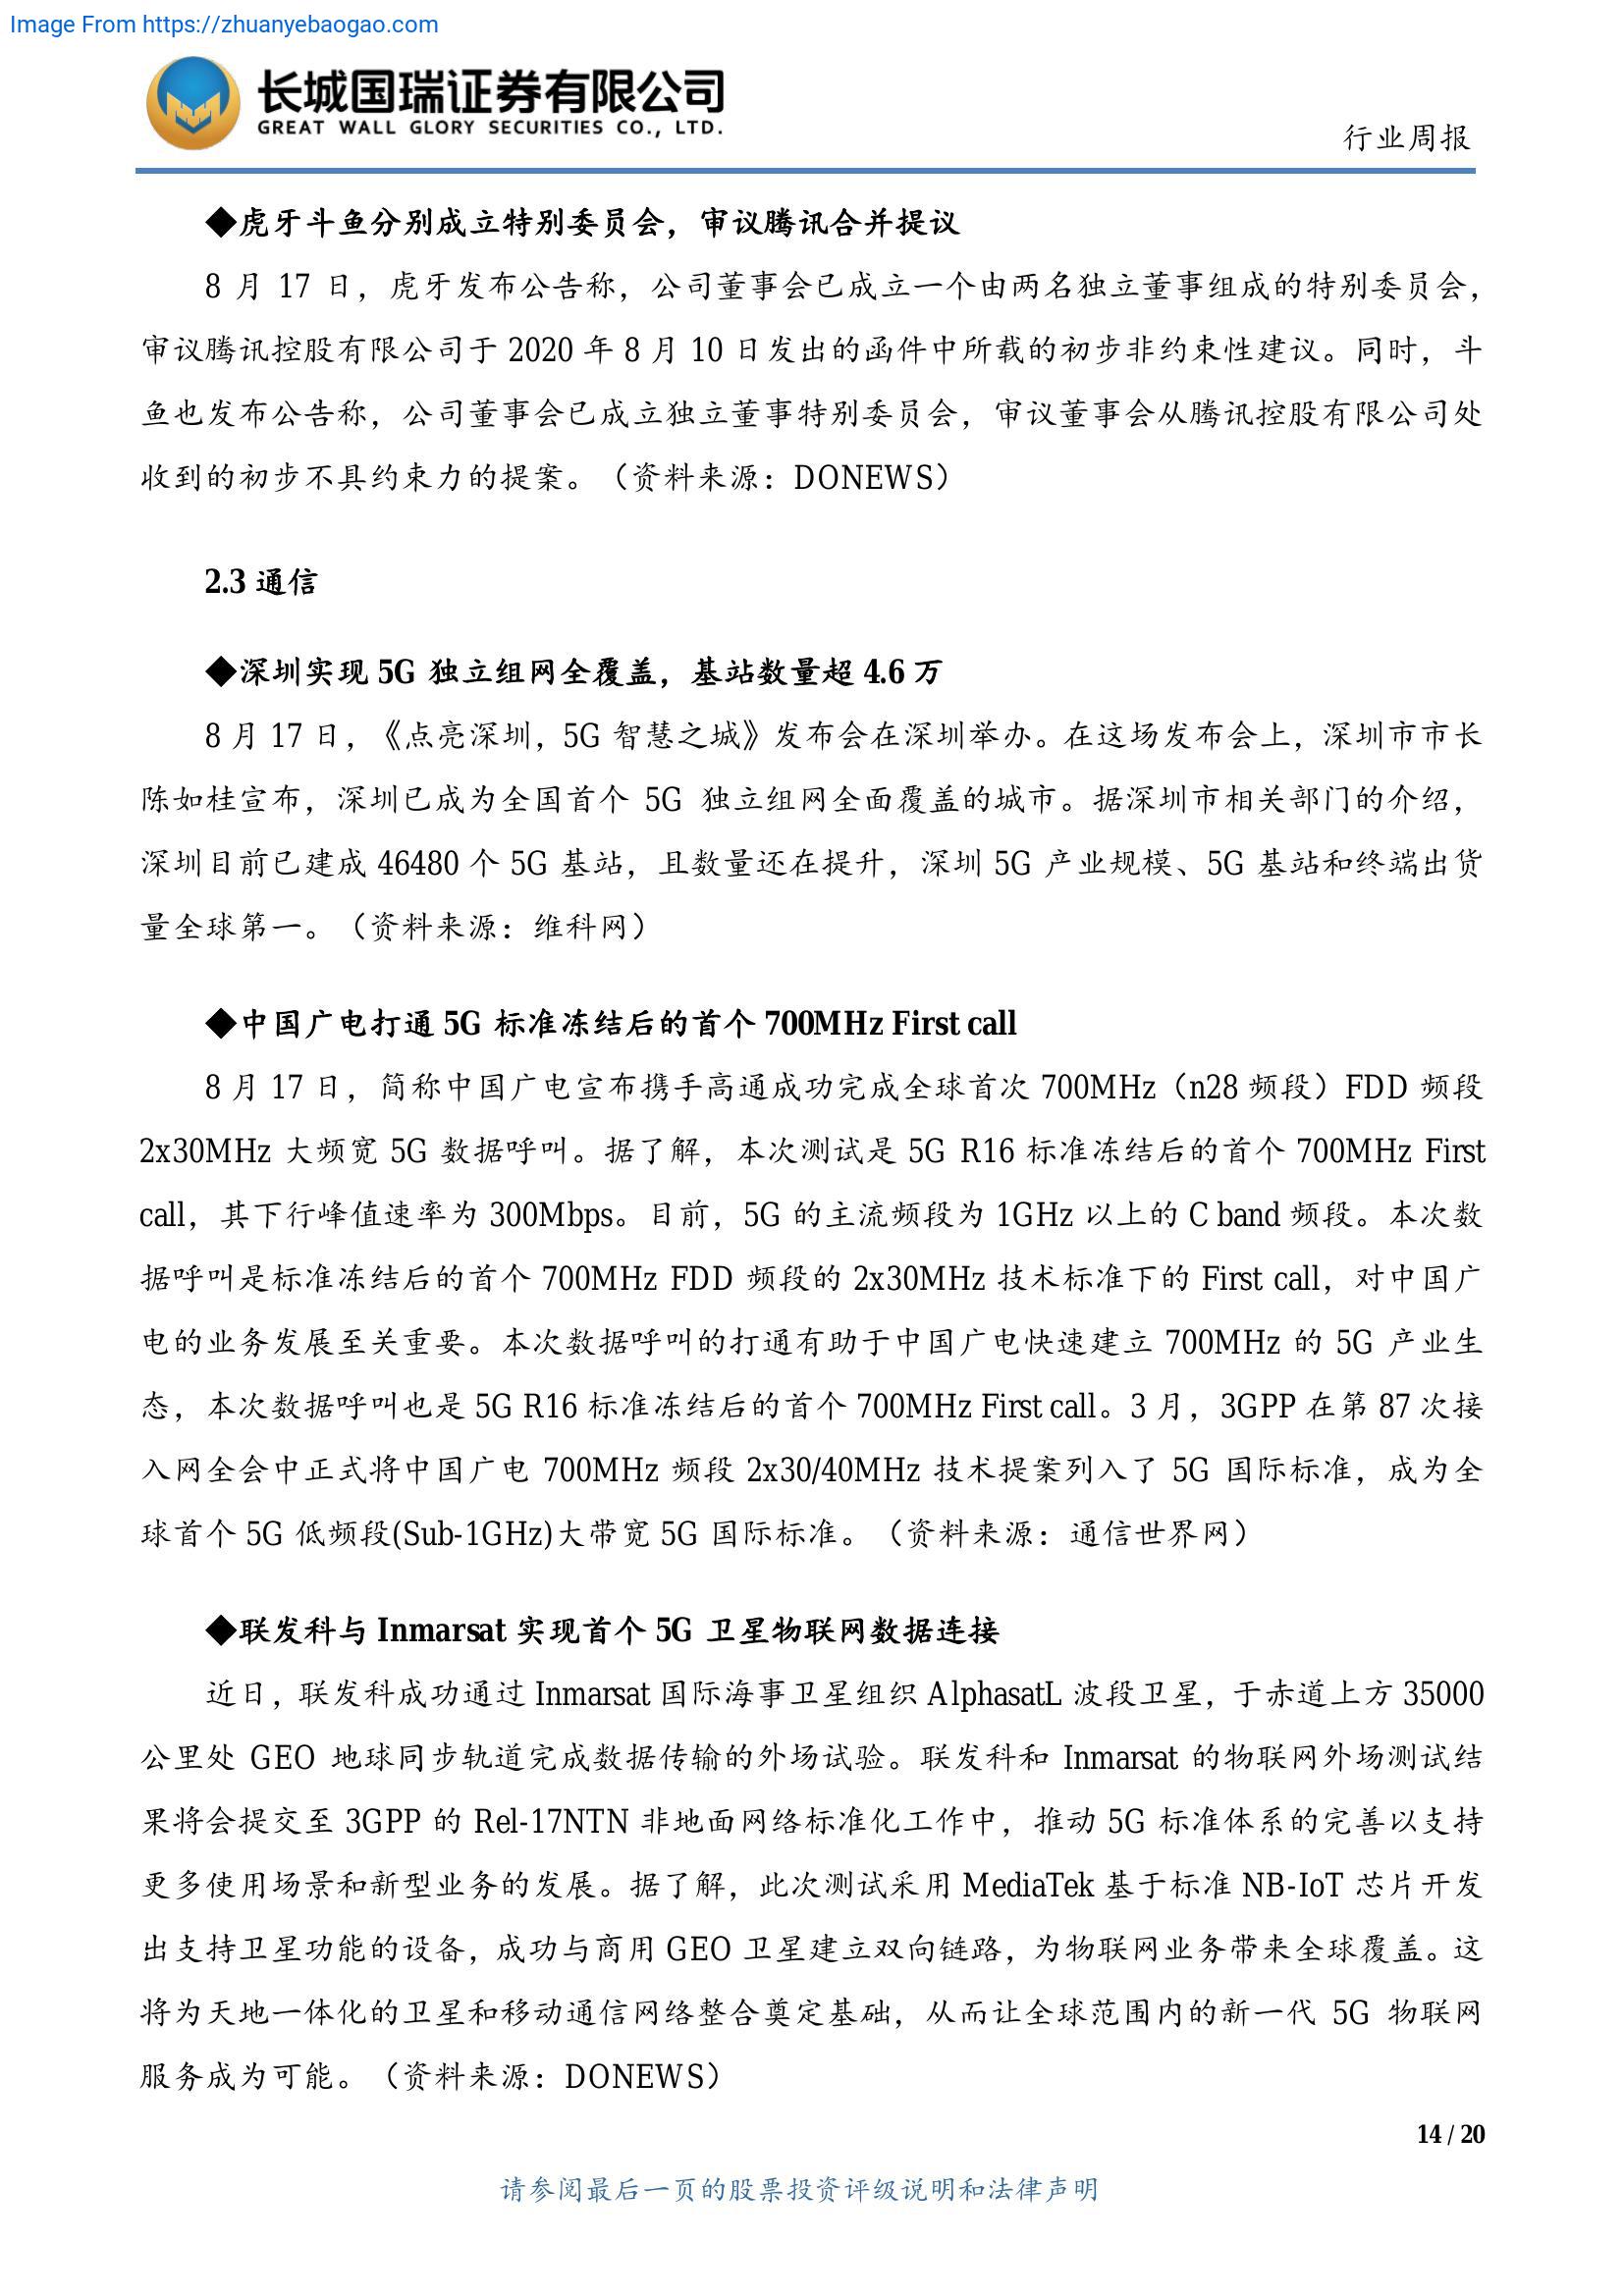 Image From https://zhuanyebaogao.com
长城国瑞证券有限公司
GREAT WALL GLORY SECURITIES CO., LTD.
行业周报
◆虎牙斗鱼分别成立特别委员会，审议腾讯合并提议
8 月 17 日，虎牙发布公告称，公司董事会已成立一个由两名独立董事组成的特别委员会，
审议腾讯控股有限公司于 2020 年 8 月 10 日发出的函件中所载的初步非约束性建议。同时，斗
鱼也发布公告称，公司董事会已成立独立董事特别委员会，审议董事会从腾讯控股有限公司处
收到的初步不具约束力的提案。（资料来源：DONEWS）
2.3 通信
◆深圳实现 5G 独立组网全覆盖，基站数量超 4.6 万
8 月 17 日，《点亮深圳，5G 智慧之城》发布会在深圳举办。在这场发布会上，深圳市市长
陈如桂宣布，深圳已成为全国首个 5G 独立组网全面覆盖的城市。据深圳市相关部门的介绍，
深圳目前已建成 46480 个 5G 基站，且数量还在提升，深圳 5G 产业规模、5G 基站和终端出货
量全球第一。（资料来源：维科网）
◆中国广电打通 5G 标准冻结后的首个 700MHz First call
8 月 17 日，简称中国广电宣布携手高通成功完成全球首次 700MHz（n28 频段）FDD 频段
2x30MHz 大频宽 5G 数据呼叫。据了解，本次测试是 5G R16 标准冻结后的首个 700MHz First
call，其下行峰值速率为 300Mbps。目前，5G 的主流频段为 1GHz 以上的 C band 频段。本次数
据呼叫是标准冻结后的首个 700MHz FDD 频段的 2x30MHz 技术标准下的 First call，对中国广
电的业务发展至关重要。本次数据呼叫的打通有助于中国广电快速建立 700MHz 的 5G 产业生
态，本次数据呼叫也是 5G R16 标准冻结后的首个 700MHz First call。3 月，3GPP 在第 87 次接
入网全会中正式将中国广电 700MHz 频段 2x30/40MHz 技术提案列入了 5G 国际标准，成为全
球首个 5G 低频段(Sub-1GHz)大带宽 5G 国际标准。（资料来源：通信世界网）
◆联发科与 Inmarsat 实现首个 5G 卫星物联网数据连接
近日，联发科成功通过 Inmarsat 国际海事卫星组织 AlphasatL 波段卫星，于赤道上方 35000
公里处 GEO 地球同步轨道完成数据传输的外场试验。联发科和 Inmarsat 的物联网外场测试结
果将会提交至 3GPP 的 Rel-17NTN 非地面网络标准化工作中，推动 5G 标准体系的完善以支持
更多使用场景和新型业务的发展。据了解，此次测试采用 MediaTek 基于标准 NB-IoT 芯片开发
出支持卫星功能的设备，成功与商用 GEO 卫星建立双向链路，为物联网业务带来全球覆盖。这
将为天地一体化的卫星和移动通信网络整合奠定基础，从而让全球范围内的新一代 5G 物联网
服务成为可能。（资料来源：DONEWS）
14 / 20
请参阅最后一页的股票投资评级说明和法律声明